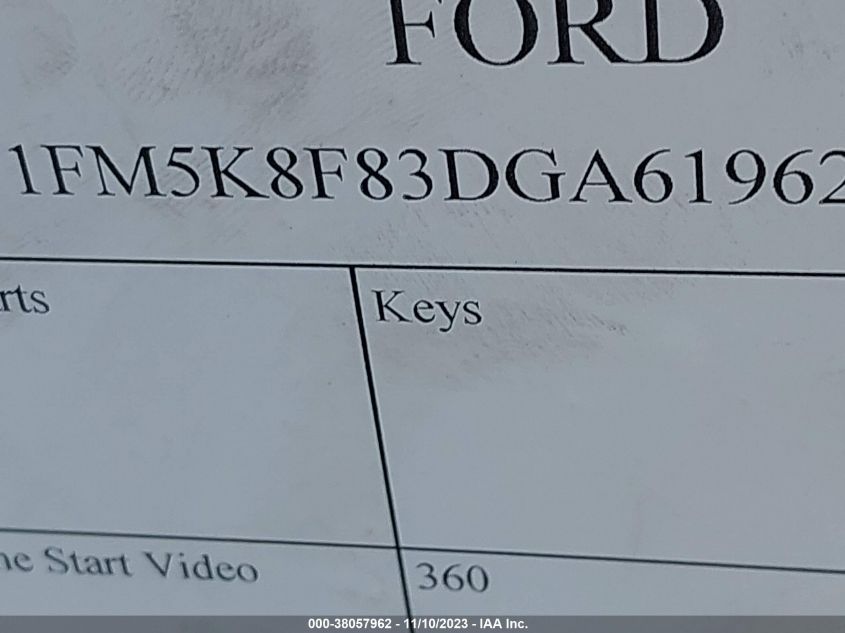 FORD
1FM5K8F83DGA61962
rts
Keys
ne Start Video
360
000-38057962 - 11/10/2023 - IAA Inc.